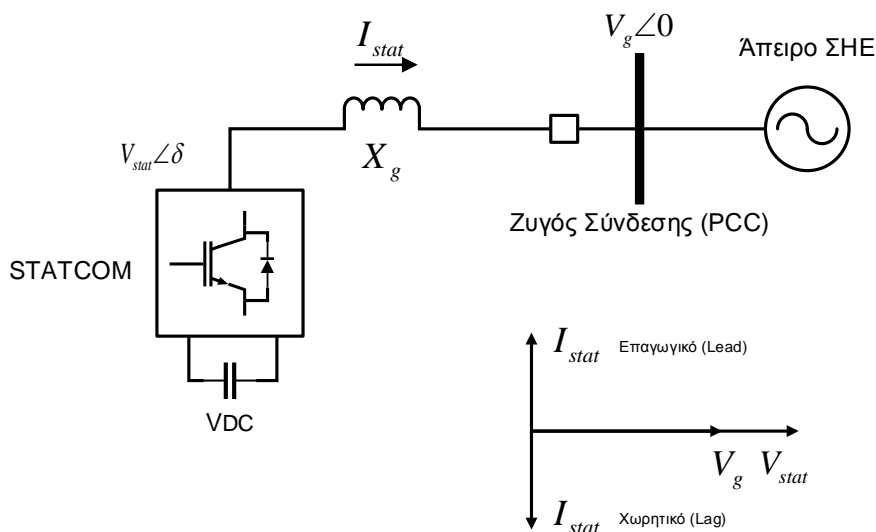 I_stat
V_g∠0
Άπειρο ΣΗΕ
V_stat∠δ
X_g
Ζυγός Σύνδεσης (PCC)
STATCOM
VDC
I_stat Επαγωγικό (Lead)
V_g V_stat
I_stat Χωρητικό (Lag)